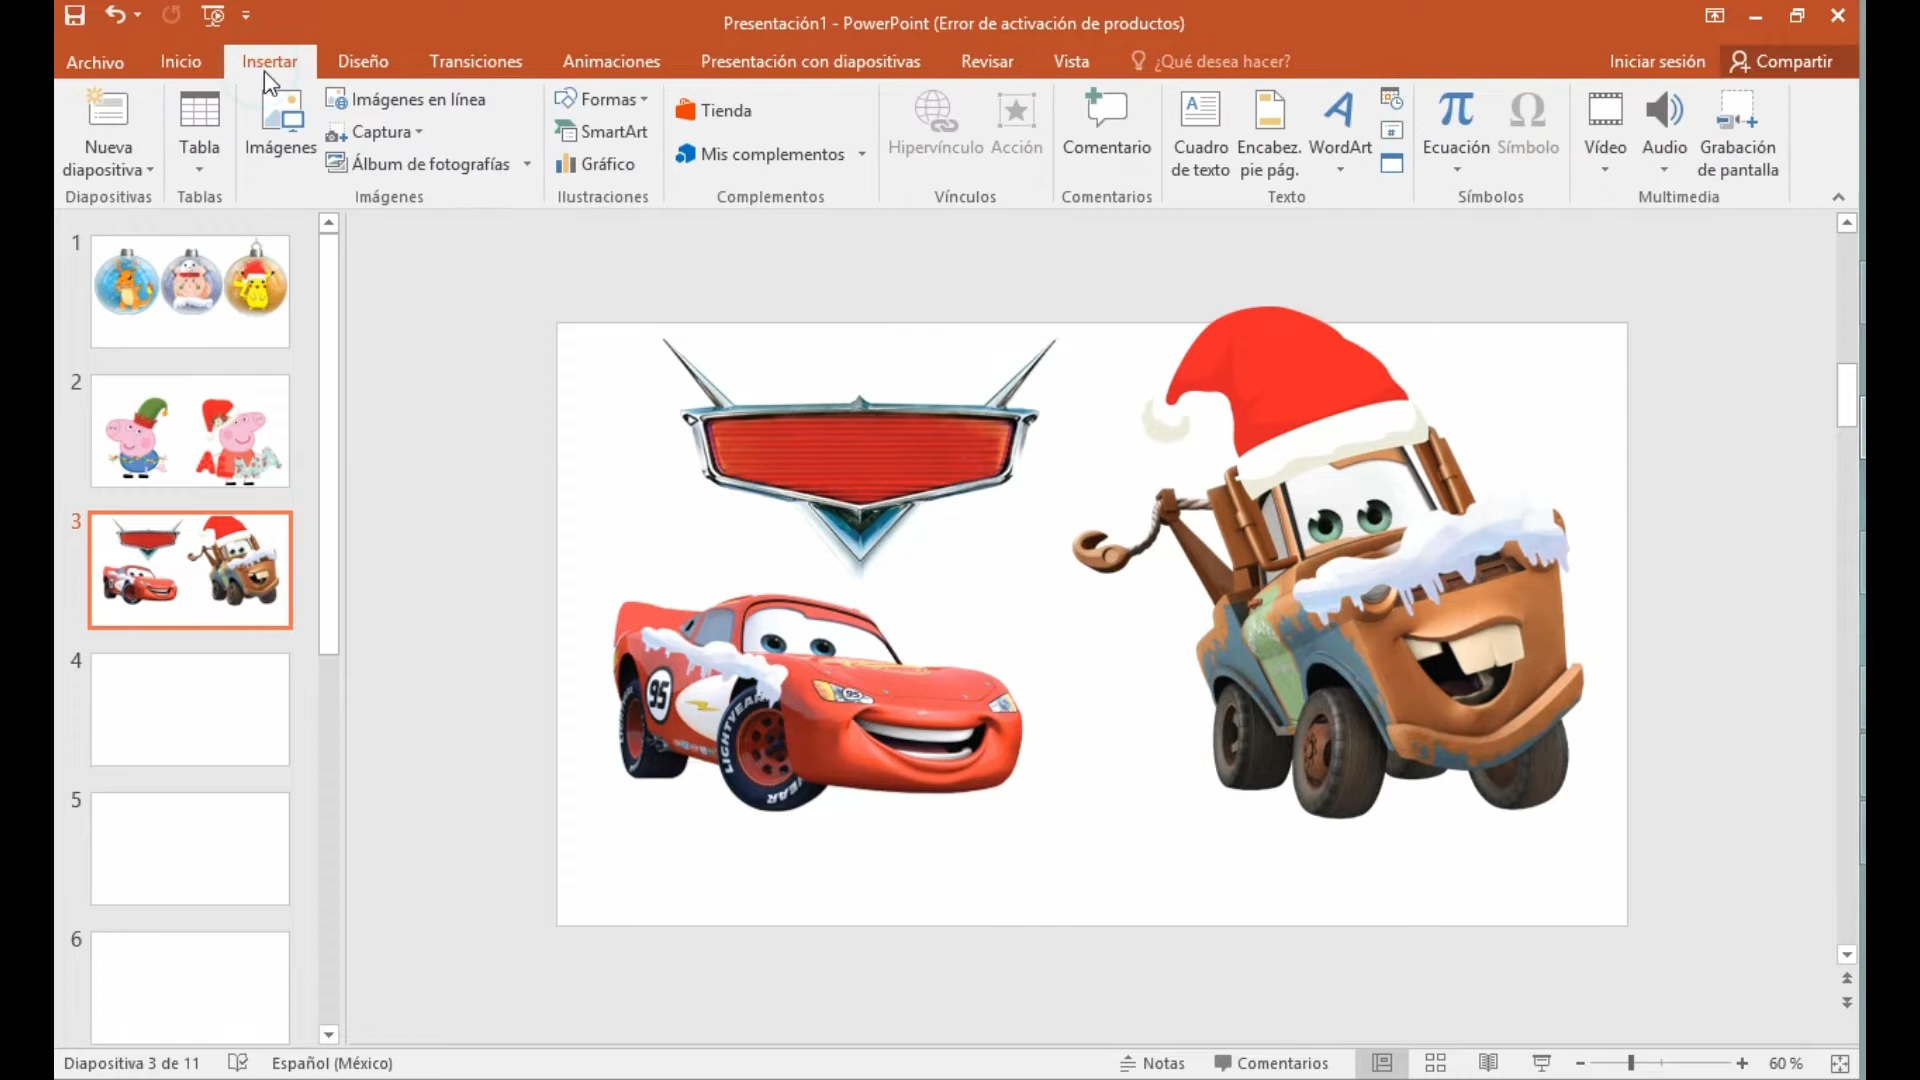 Presentación1 - PowerPoint (Error de activación de productos)
Archivo Inicio Insertar Diseño Transiciones Animaciones Presentación con diapositivas Revisar Vista ¿Qué desea hacer? Iniciar sesión Compartir
Nueva diapositiva
Diapositivas
Tabla
Tablas
Imágenes
Imágenes en línea
Captura
Álbum de fotografías
Imágenes
Formas
SmartArt
Gráfico
Ilustraciones
Tienda
Mis complementos
Complementos
Hipervínculo Acción
Vínculos
Comentario
Comentarios
Cuadro de texto
Encabez. pie pág.
WordArt
Texto
Ecuación Símbolo
Símbolos
Vídeo Audio
Grabación de pantalla
Multimedia
1
2
ALMA
3
4
5
6
95
95
LIGHTYEAR
Diapositiva 3 de 11 Español (México) Notas Comentarios 60 %